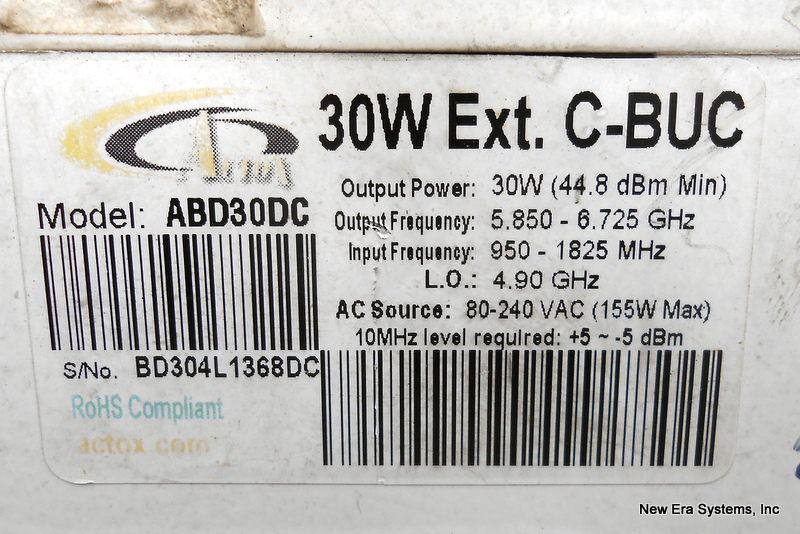 Actox
30W Ext. C-BUC
Output Power: 30W (44.8 dBm Min)
Model: ABD30DC
Output Frequency: 5.850 - 6.725 GHz
Input Frequency: 950 - 1825 MHz
L.O.: 4.90 GHz
AC Source: 80-240 VAC (155W Max)
10MHz level required: +5 ~ -5 dBm
S/No. BD304L1368DC
RoHS Compliant
actox.com
New Era Systems, Inc